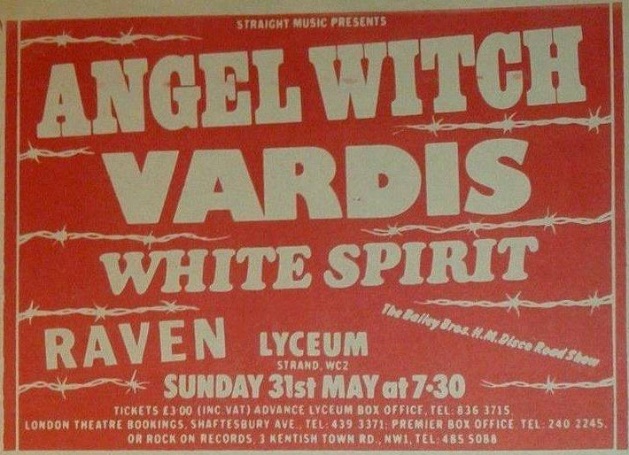 STRAIGHT MUSIC PRESENTS
ANGEL WITCH
VARDIS
WHITE SPIRIT
The Bailey Bros. H.M. Disco Road Show
RAVEN LYCEUM
STRAND, WC2
SUNDAY 31st MAY at 7·30
TICKETS £3·00 (INC. VAT) ADVANCE LYCEUM BOX OFFICE, TEL: 836 3715,
LONDON THEATRE BOOKINGS, SHAFTESBURY AVE., TEL: 439 3371: PREMIER BOX OFFICE TEL: 240 2245,
OR ROCK ON RECORDS, 3 KENTISH TOWN RD., NW1, TEL: 485 5088